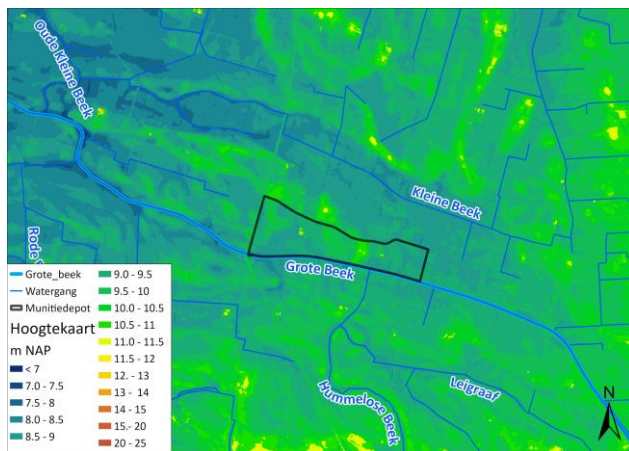 Oude Kleine Beek
Kleine Beek
Rode
Grote Beek
Hummelose Beek
Leigraaf
N
Grote_beek
Watergang
Munitiedepot
Hoogtekaart
m NAP
< 7
7.0 - 7.5
7.5 - 8
8.0 - 8.5
8.5 - 9
9.0 - 9.5
9.5 - 10
10.0 - 10.5
10.5 - 11
11.0 - 11.5
11.5 - 12
12. - 13
13 - 14
14 - 15
15.- 20
20 - 25